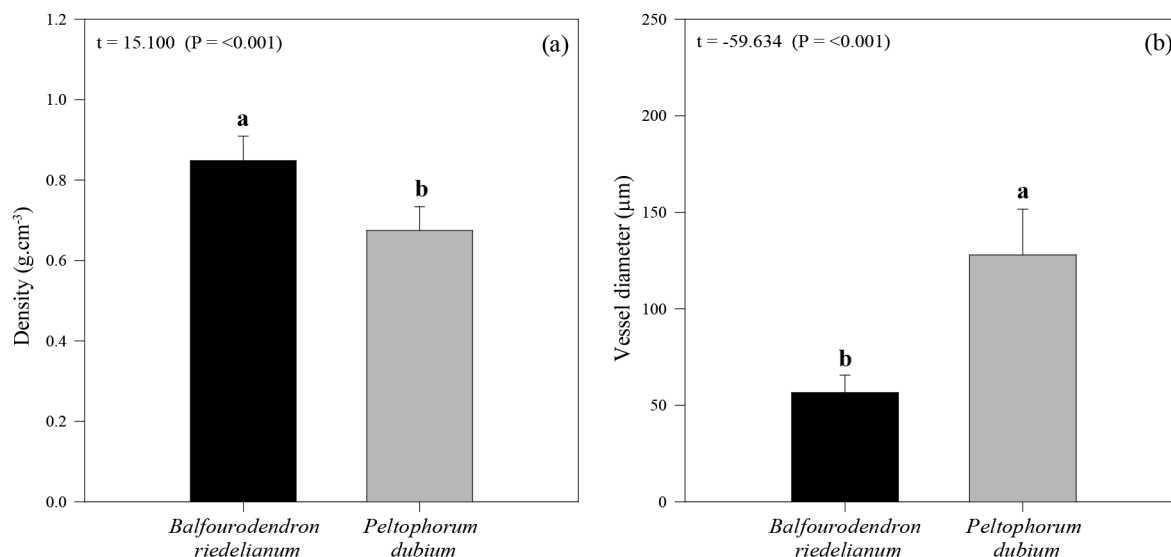 t = 15.100 (P = <0.001)
(a)
1.2
1.0
0.8
0.6
0.4
0.2
0.0
Density (g.cm-3)
a
b
Balfourodendron
riedelianum
Peltophorum
dubium
t = -59.634 (P = <0.001)
(b)
250
200
150
100
50
0
Vessel diameter (μm)
b
a
Balfourodendron
riedelianum
Peltophorum
dubium